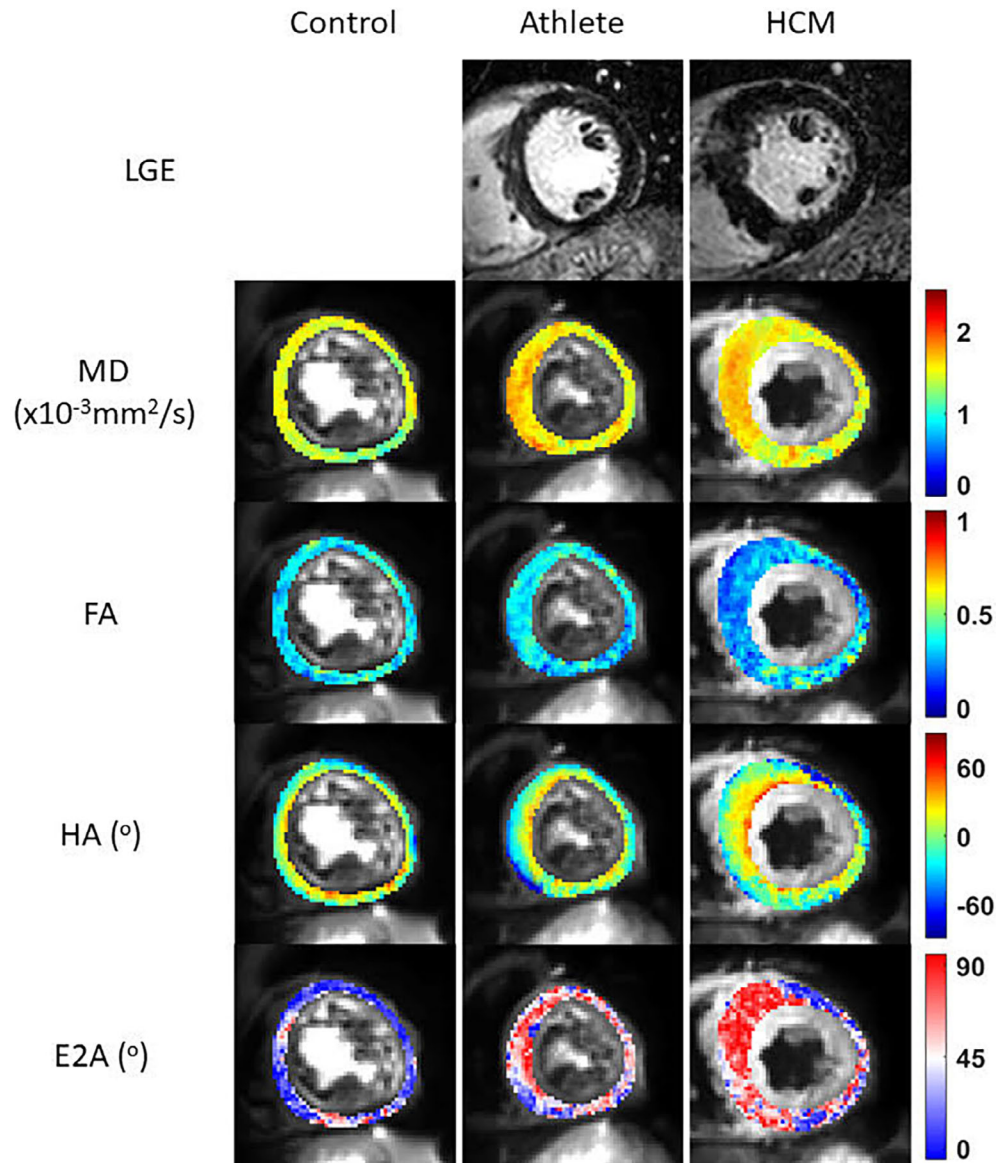 Control Athlete HCM
LGE
MD
(x10⁻³mm²/s)
2
1
0
FA
1
0.5
0
HA (º)
60
0
-60
E2A (º)
90
45
0